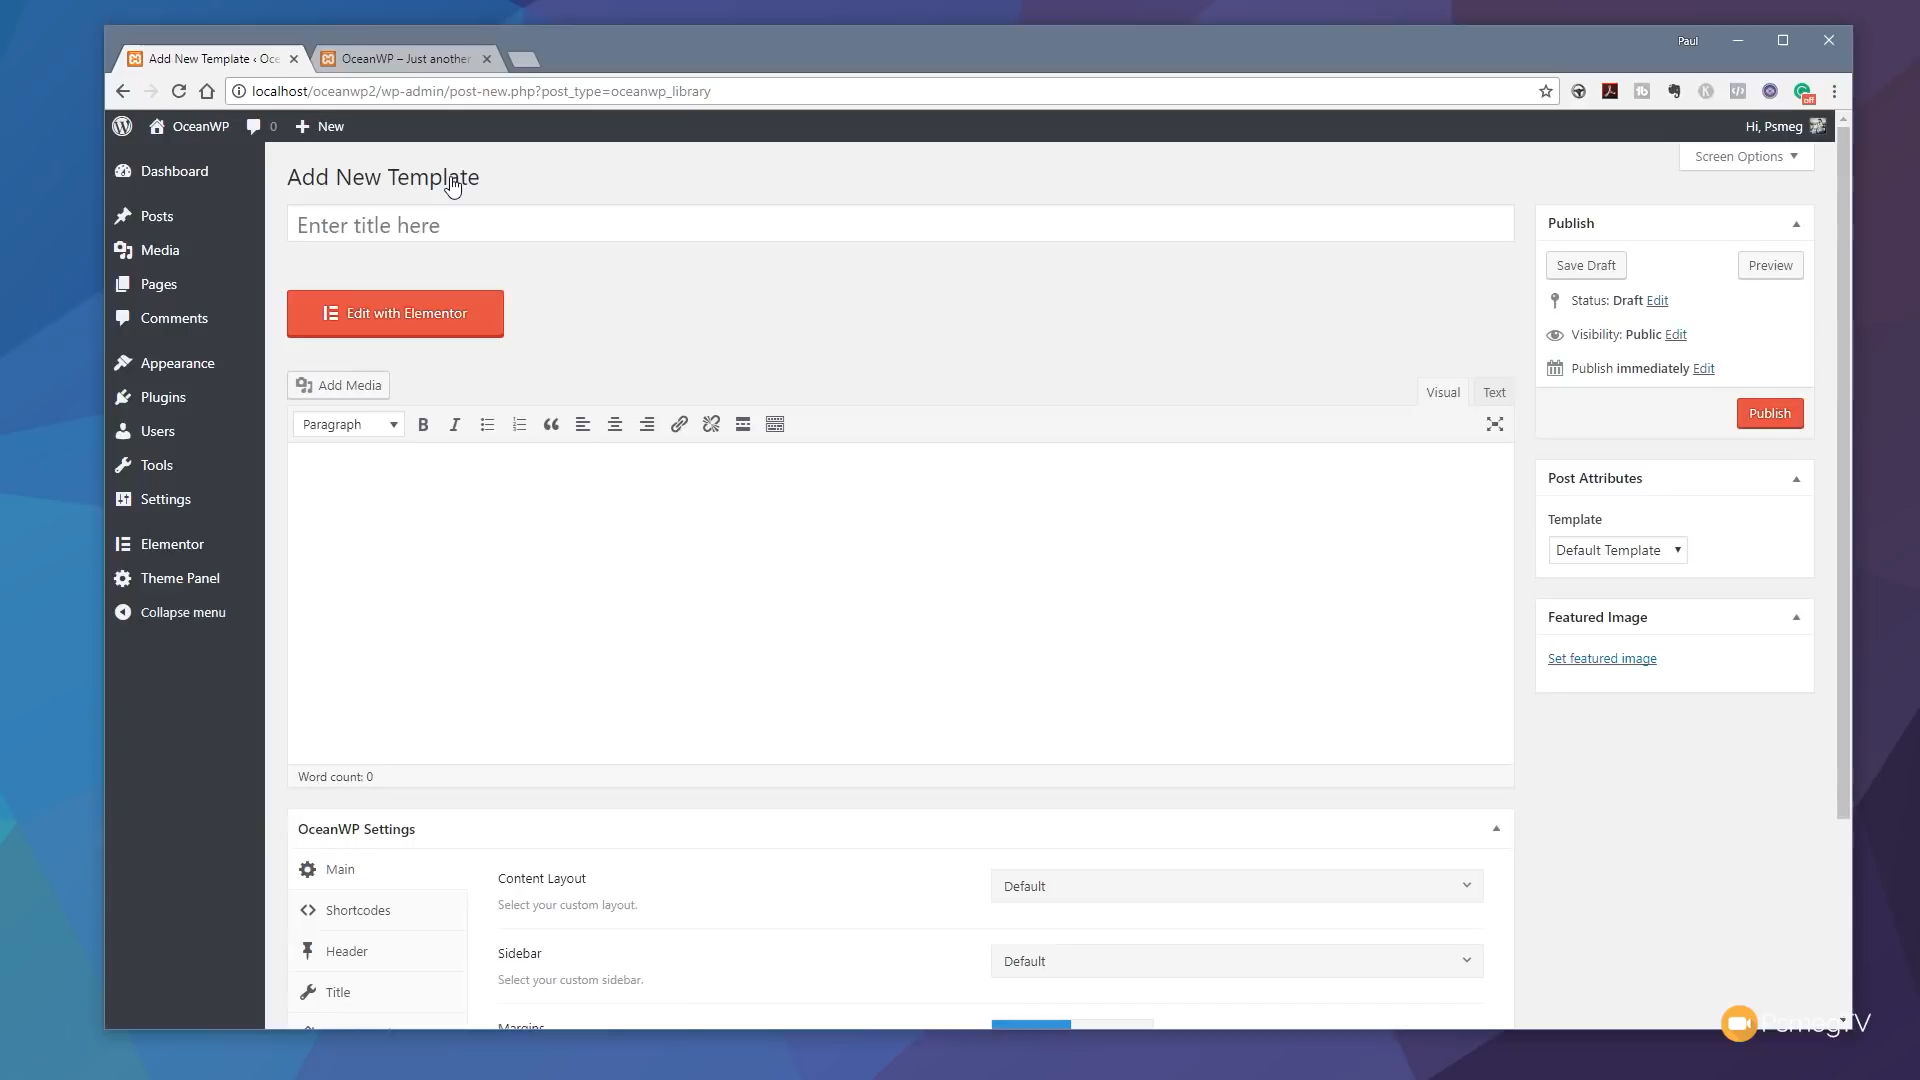 Paul
Add New Template ‹ Oce
OceanWP – Just another
localhost/oceanwp2/wp-admin/post-new.php?post_type=oceanwp_library
off
OceanWP 0 New
Hi, Psmeg
Screen Options
Dashboard
Posts
Media
Pages
Comments
Appearance
Plugins
Users
Tools
Settings
Elementor
Theme Panel
Collapse menu
Add New Template
Enter title here
Edit with Elementor
Add Media
Visual Text
Paragraph
Word count: 0
OceanWP Settings
Main
Shortcodes
Header
Title
Content Layout
Select your custom layout.
Default
Sidebar
Select your custom sidebar.
Default
Margins
Publish
Save Draft
Preview
Status: Draft Edit
Visibility: Public Edit
Publish immediately Edit
Publish
Post Attributes
Template
Default Template
Featured Image
Set featured image
PsmegTV